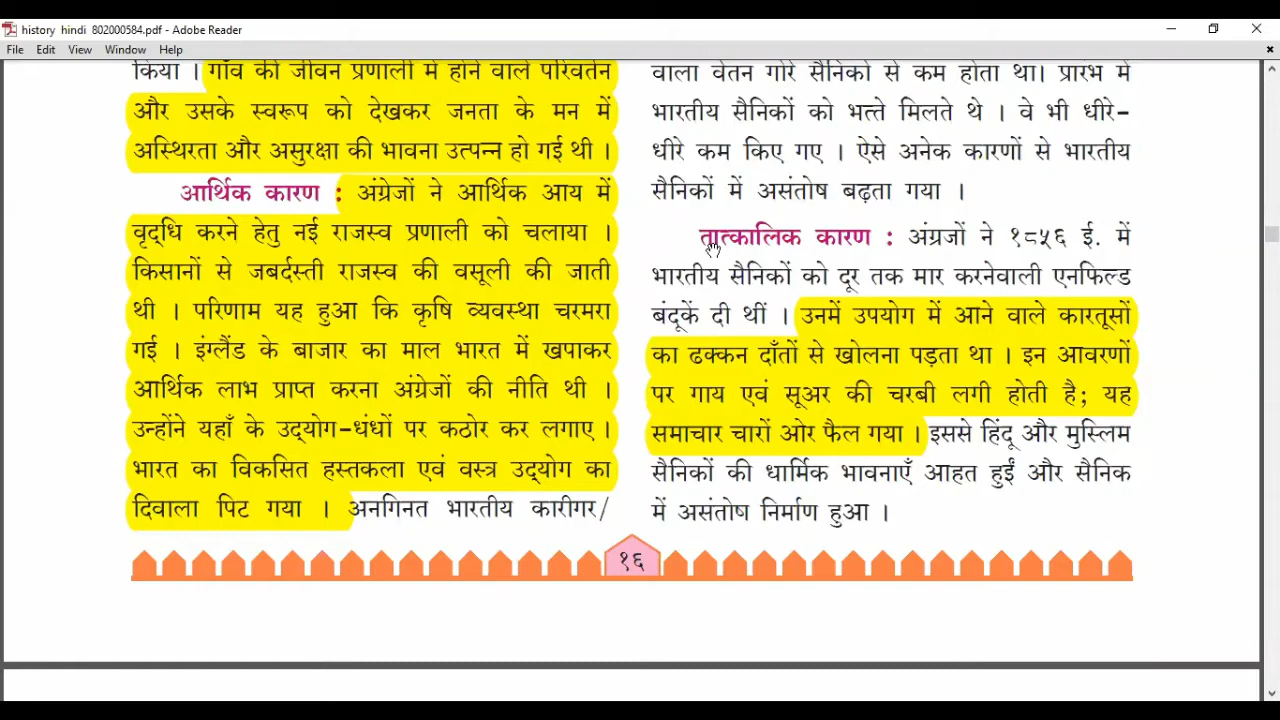 history hindi 802000584.pdf - Adobe Reader
File Edit View Window Help
किया । गाँव की जीवन प्रणाली में होने वाले परिवर्तन
और उसके स्वरूप को देखकर जनता के मन में
अस्थिरता और असुरक्षा की भावना उत्पन्न हो गई थी ।
आर्थिक कारण : अंग्रेजों ने आर्थिक आय में
वृद्धि करने हेतु नई राजस्व प्रणाली को चलाया ।
किसानों से जबर्दस्ती राजस्व की वसूली की जाती
थी । परिणाम यह हुआ कि कृषि व्यवस्था चरमरा
गई । इंग्लैंड के बाजार का माल भारत में खपाकर
आर्थिक लाभ प्राप्त करना अंग्रेजों की नीति थी ।
उन्होंने यहाँ के उद्योग-धंधों पर कठोर कर लगाए ।
भारत का विकसित हस्तकला एवं वस्त्र उद्योग का
दिवाला पिट गया । अनगिनत भारतीय कारीगर/
वाला वेतन गोरे सैनिकों से कम होता था। प्रारंभ में
भारतीय सैनिकों को भत्ते मिलते थे । वे भी धीरे-
धीरे कम किए गए । ऐसे अनेक कारणों से भारतीय
सैनिकों में असंतोष बढ़ता गया ।
तात्कालिक कारण : अंग्रजों ने १८५६ ई. में
भारतीय सैनिकों को दूर तक मार करनेवाली एनफिल्ड
बंदूकें दी थीं । उनमें उपयोग में आने वाले कारतूसों
का ढक्कन दाँतों से खोलना पड़ता था । इन आवरणों
पर गाय एवं सूअर की चरबी लगी होती है; यह
समाचार चारों ओर फैल गया । इससे हिंदू और मुस्लिम
सैनिकों की धार्मिक भावनाएँ आहत हुईं और सैनिक
में असंतोष निर्माण हुआ ।
१६